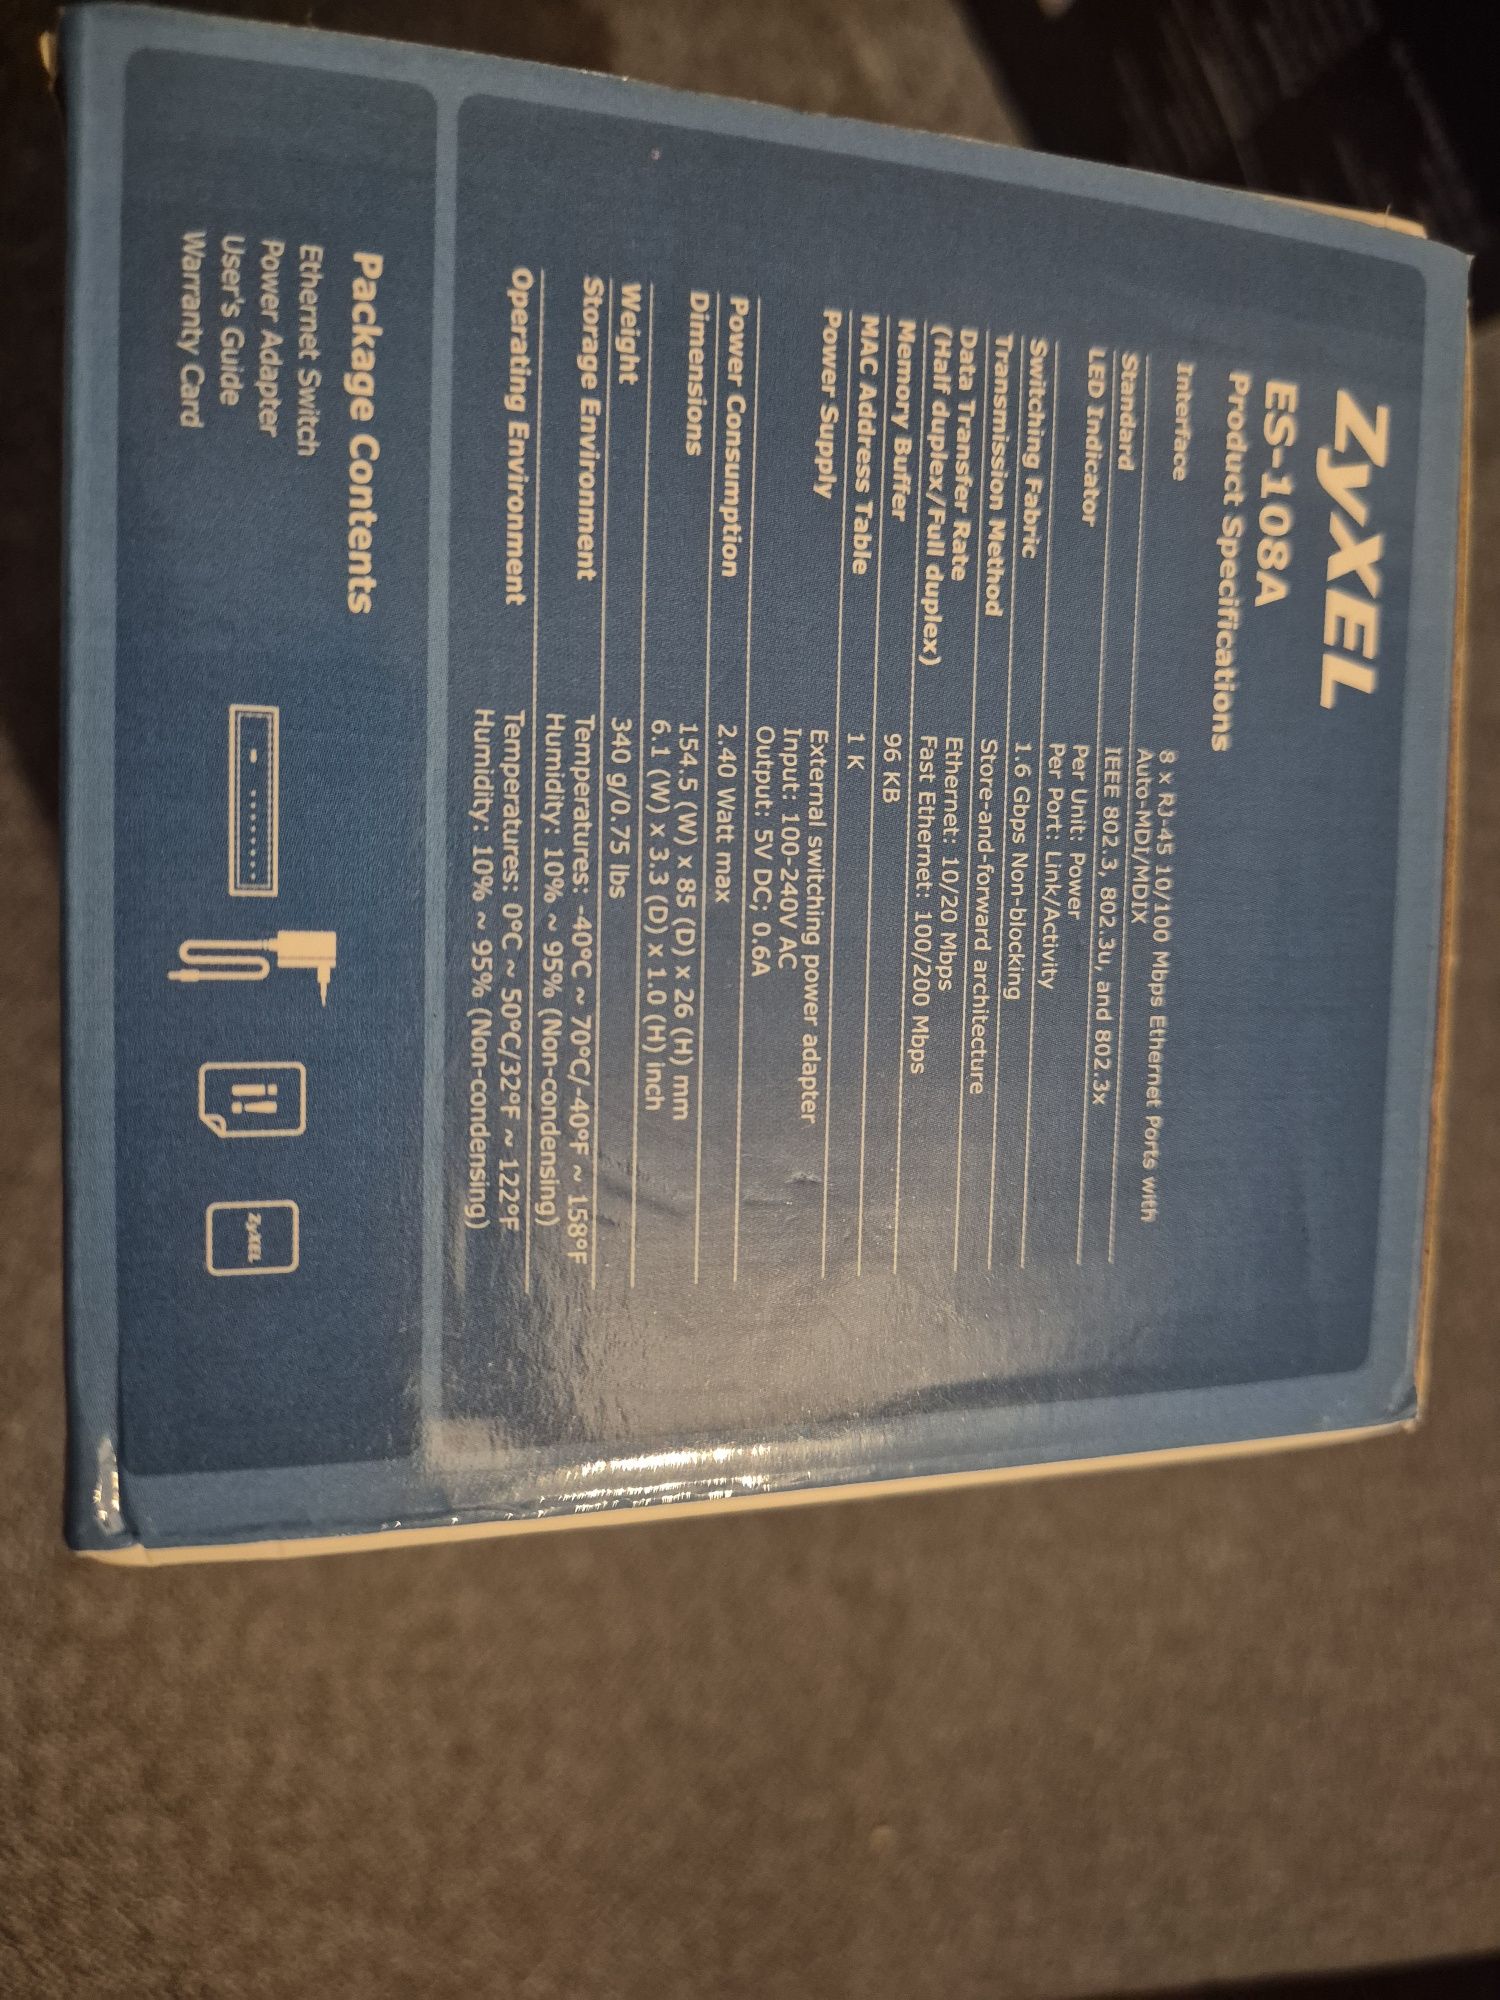 ZyXEL
ES-108A
Product Specifications
Interface 8 x RJ-45 10/100 Mbps Ethernet Ports with
Auto-MDI/MDIX
Standard IEEE 802.3, 802.3u, and 802.3x
LED Indicator Per Unit: Power
Per Port: Link/Activity
Switching Fabric 1.6 Gbps Non-blocking
Transmission Method Store-and-forward architecture
Data Transfer Rate Ethernet: 10/20 Mbps
(Half duplex/Full duplex) Fast Ethernet: 100/200 Mbps
Memory Buffer 96 KB
MAC Address Table 1 K
Power Supply External switching power adapter
Input: 100-240V AC
Output: 5V DC; 0.6A
Power Consumption 2.40 Watt max
Dimensions 154.5 (W) x 85 (D) x 26 (H) mm
6.1 (W) x 3.3 (D) x 1.0 (H) inch
Weight 340 g/0.75 lbs
Storage Environment Temperatures: -40°C ~ 70°C/-40°F ~ 158°F
Humidity: 10% ~ 95% (Non-condensing)
Operating Environment Temperatures: 0°C ~ 50°C/32°F ~ 122°F
Humidity: 10% ~ 95% (Non-condensing)
Package Contents
Ethernet Switch
Power Adapter
User's Guide
Warranty Card
i!
ZyXEL